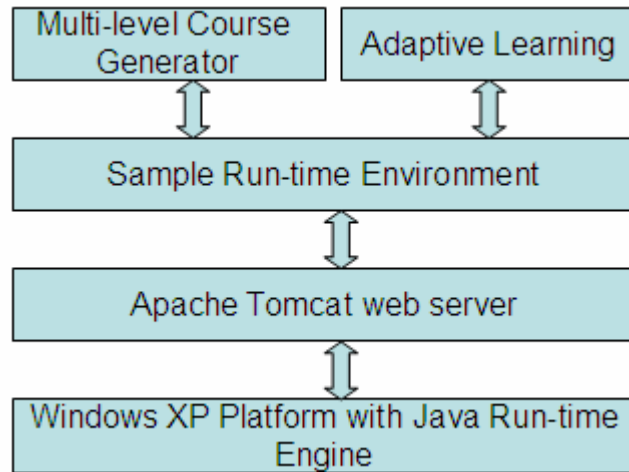 Multi-level Course
Generator
Adaptive Learning
Sample Run-time Environment
Apache Tomcat web server
Windows XP Platform with Java Run-time
Engine